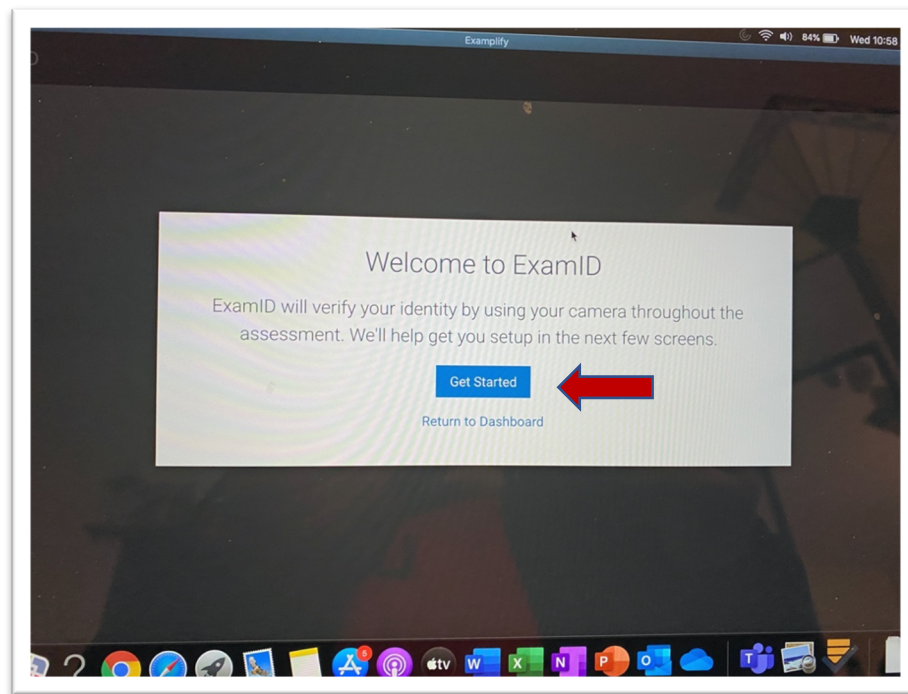 Examplify
84% Wed 10:58
Welcome to ExamID
ExamID will verify your identity by using your camera throughout the
assessment. We'll help get you setup in the next few screens.
Get Started
Return to Dashboard
6
tv
W
X
N
P
O
T